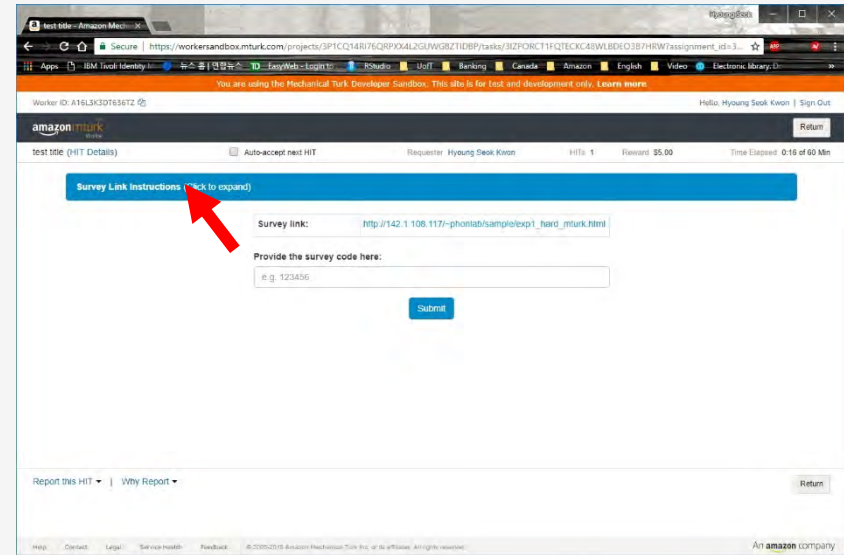 test title - Amazon Mech
Secure | https://workersandbox.mturk.com/projects/3P1CQ14RI76QRPXX4L2GUWG8ZTIDBP/tasks/3IZPORCT1FQTECKC48WLBDEO3B7HRW?assignment_id=3...
Apps IBM Tivoli Identity 뉴스 홈 | 연합뉴스 EasyWeb - Login to RStudio UofT Banking Canada Amazon English Video Electronic library: D »
You are using the Mechanical Turk Developer Sandbox. This site is for test and development only. Learn more
Worker ID: A16L3K3DT636TZ Hello, Hyoung Seok Kwon | Sign Out
amazon mturk Return
test title (HIT Details) Auto-accept next HIT Requester Hyoung Seok Kwon HITs 1 Reward $5.00 Time Elapsed 0:16 of 60 Min
Survey Link Instructions (Click to expand)
Survey link: http://142.1.108.117/~phonlab/sample/exp1_hard_mturk.html
Provide the survey code here:
e.g. 123456
Submit
Report this HIT | Why Report Return
Help Contact Legal Service Health Feedback
An amazon company